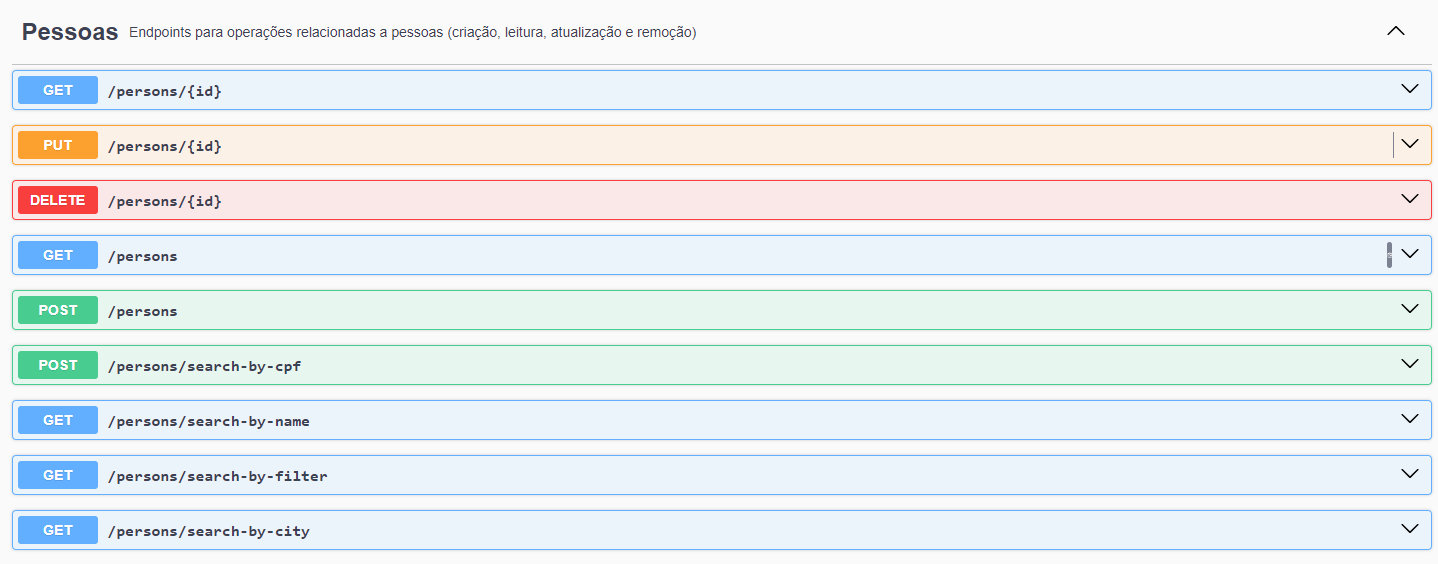 Pessoas Endpoints para operações relacionadas a pessoas (criação, leitura, atualização e remoção)
GET /persons/{id}
PUT /persons/{id}
DELETE /persons/{id}
GET /persons
POST /persons
POST /persons/search-by-cpf
GET /persons/search-by-name
GET /persons/search-by-filter
GET /persons/search-by-city